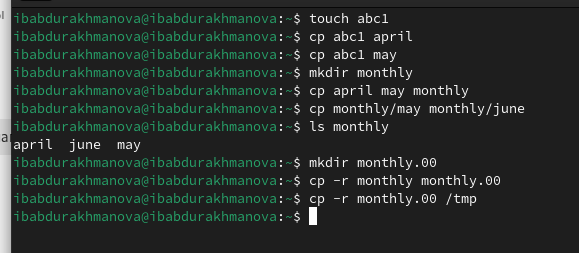 ibabdurakhmanova@ibabdurakhmanova:~$ touch abc1
ibabdurakhmanova@ibabdurakhmanova:~$ cp abc1 april
ibabdurakhmanova@ibabdurakhmanova:~$ cp abc1 may
ibabdurakhmanova@ibabdurakhmanova:~$ mkdir monthly
ibabdurakhmanova@ibabdurakhmanova:~$ cp april may monthly
ibabdurakhmanova@ibabdurakhmanova:~$ cp monthly/may monthly/june
ibabdurakhmanova@ibabdurakhmanova:~$ ls monthly
april  june  may
ibabdurakhmanova@ibabdurakhmanova:~$ mkdir monthly.00
ibabdurakhmanova@ibabdurakhmanova:~$ cp -r monthly monthly.00
ibabdurakhmanova@ibabdurakhmanova:~$ cp -r monthly.00 /tmp
ibabdurakhmanova@ibabdurakhmanova:~$